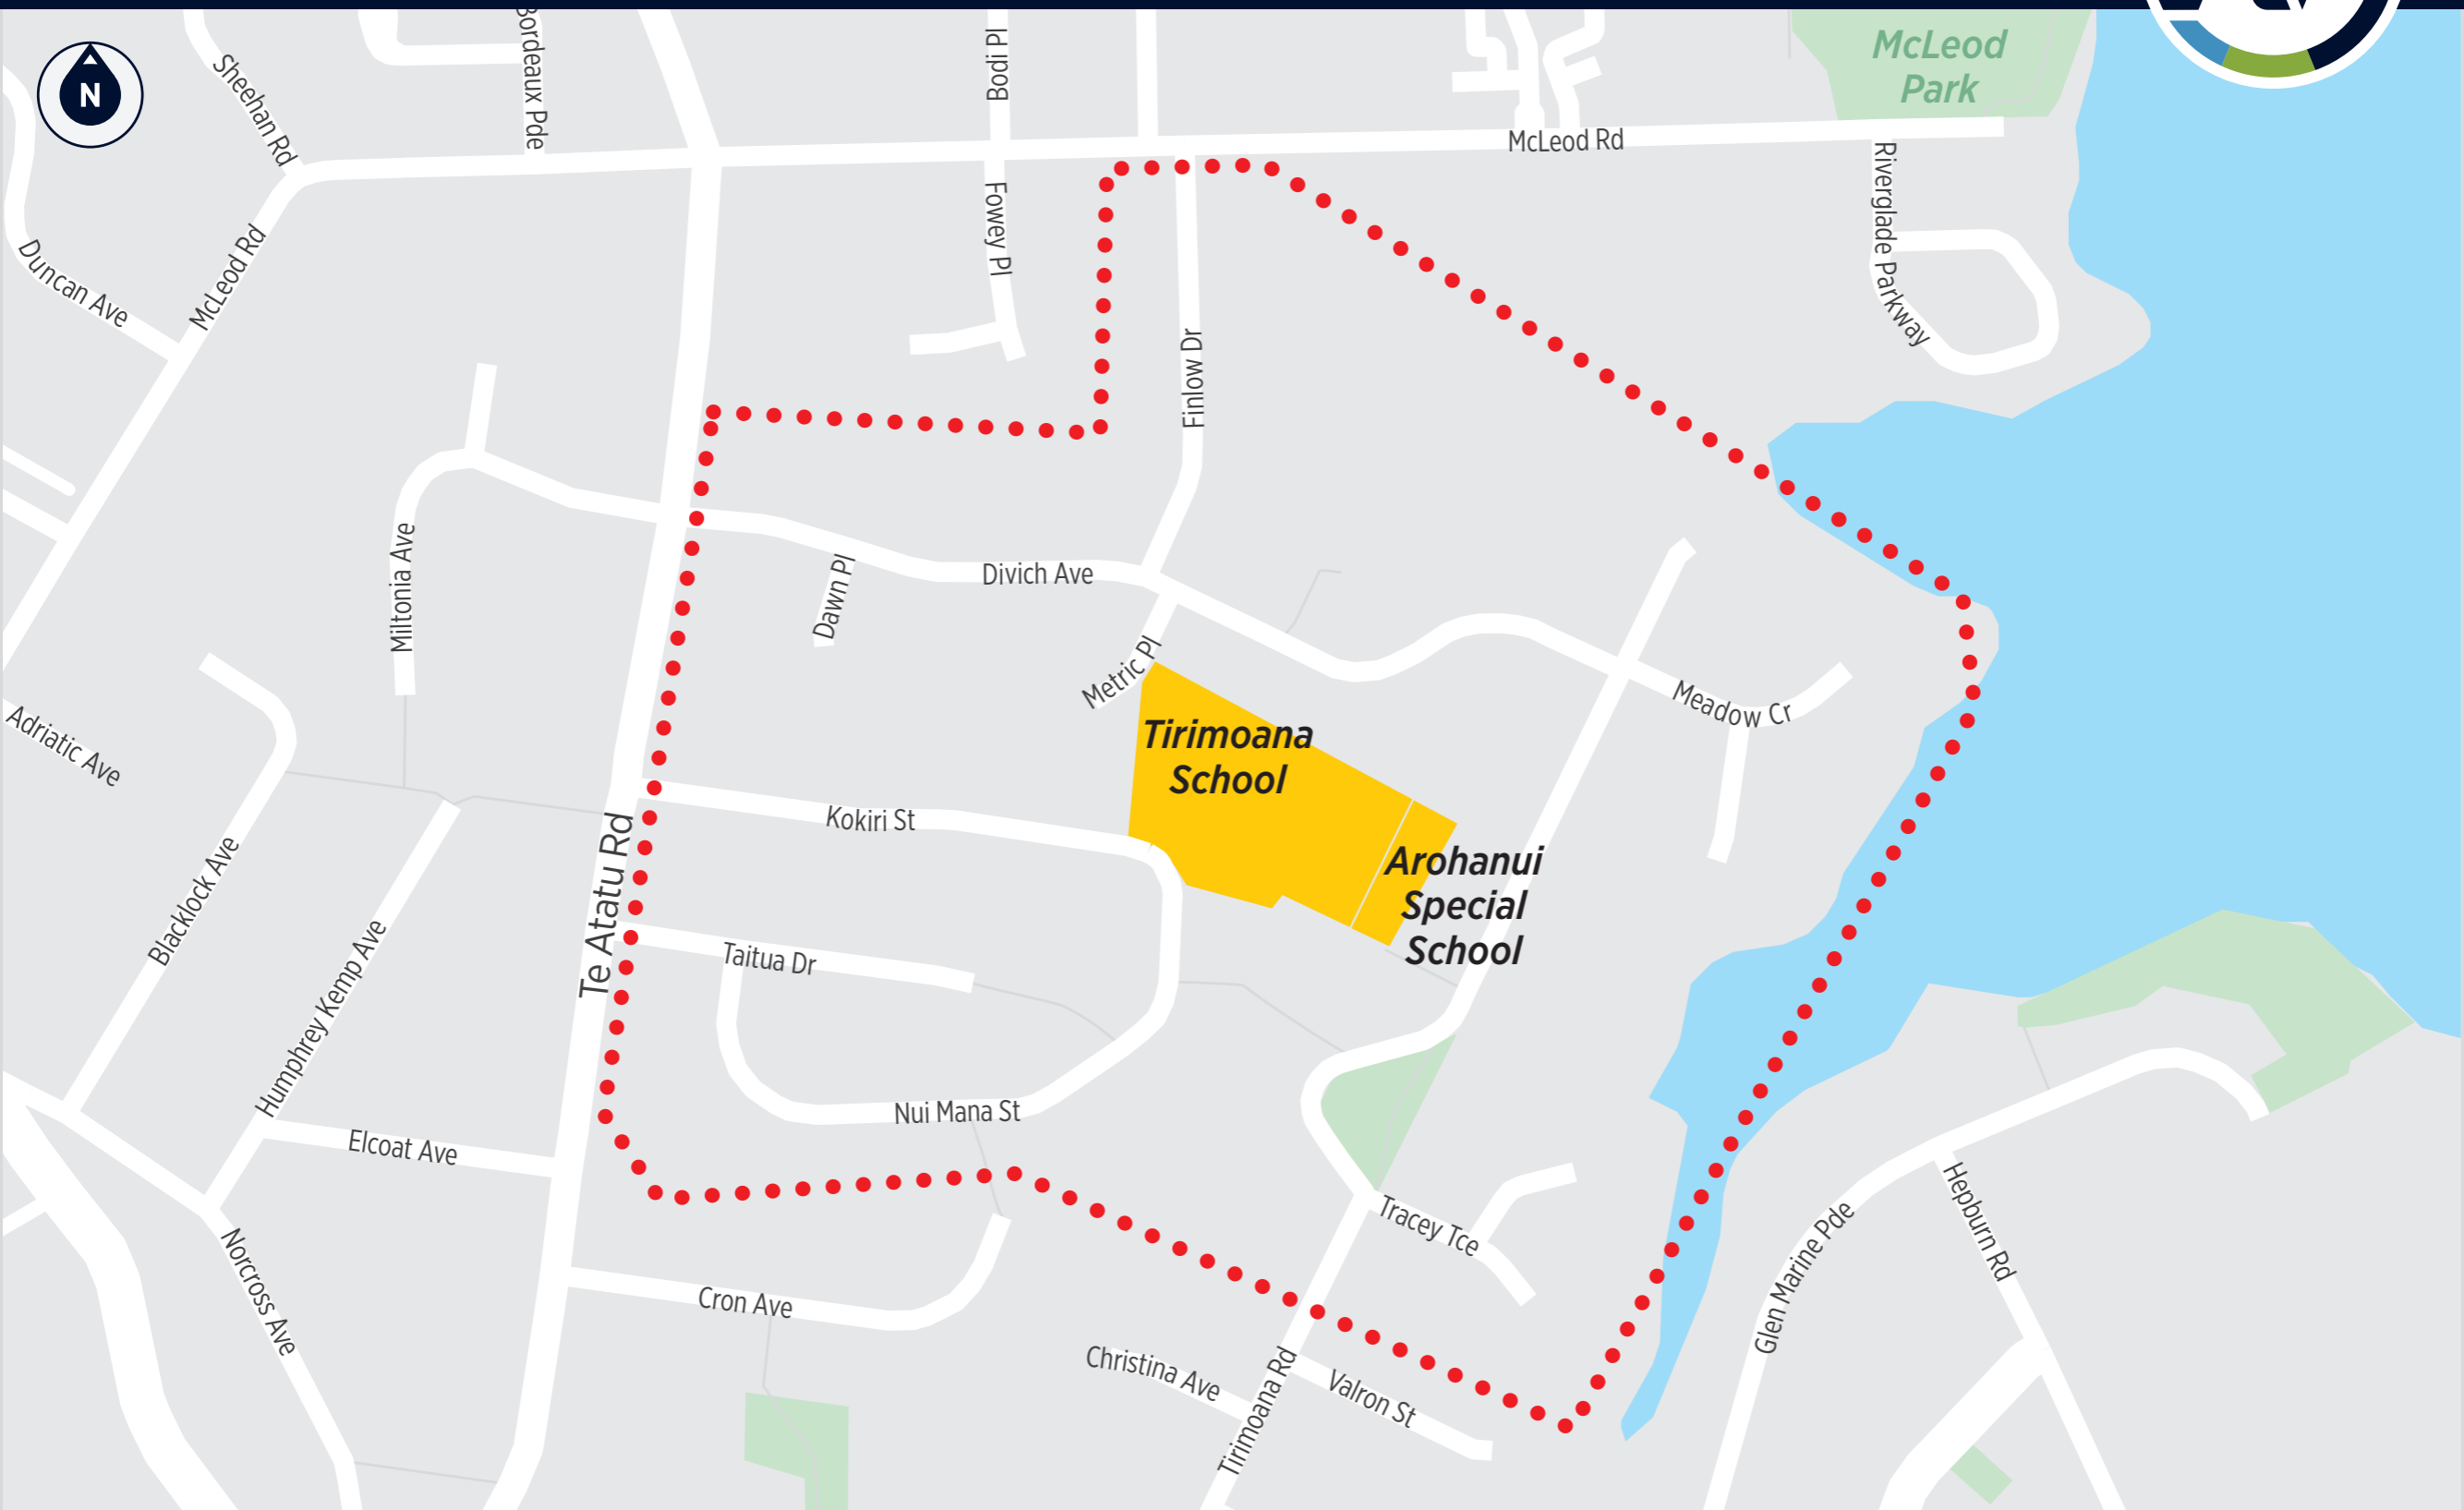 Bordeaux Pde
Bodi Pl
McLeod
Park
N
Sheehan Rd
McLeod Rd
Riverglade Parkway
Fowey Pl
McLeod Rd
Duncan Ave
Finlow Dr
Miltonia Ave
Divich Ave
Dawn Pl
Metric Pl
Meadow Cr
Adriatic Ave
Tirimoana
School
Kokiri St
Arohanui
Special
School
Te Atatu Rd
Blacklock Ave
Taitua Dr
Humphrey Kemp Ave
Nui Mana St
Elcoat Ave
Tracey Tce
Hepburn Rd
Glen Marine Pde
Norcross Ave
Cron Ave
Christina Ave
Valron St
Tirimoana Rd